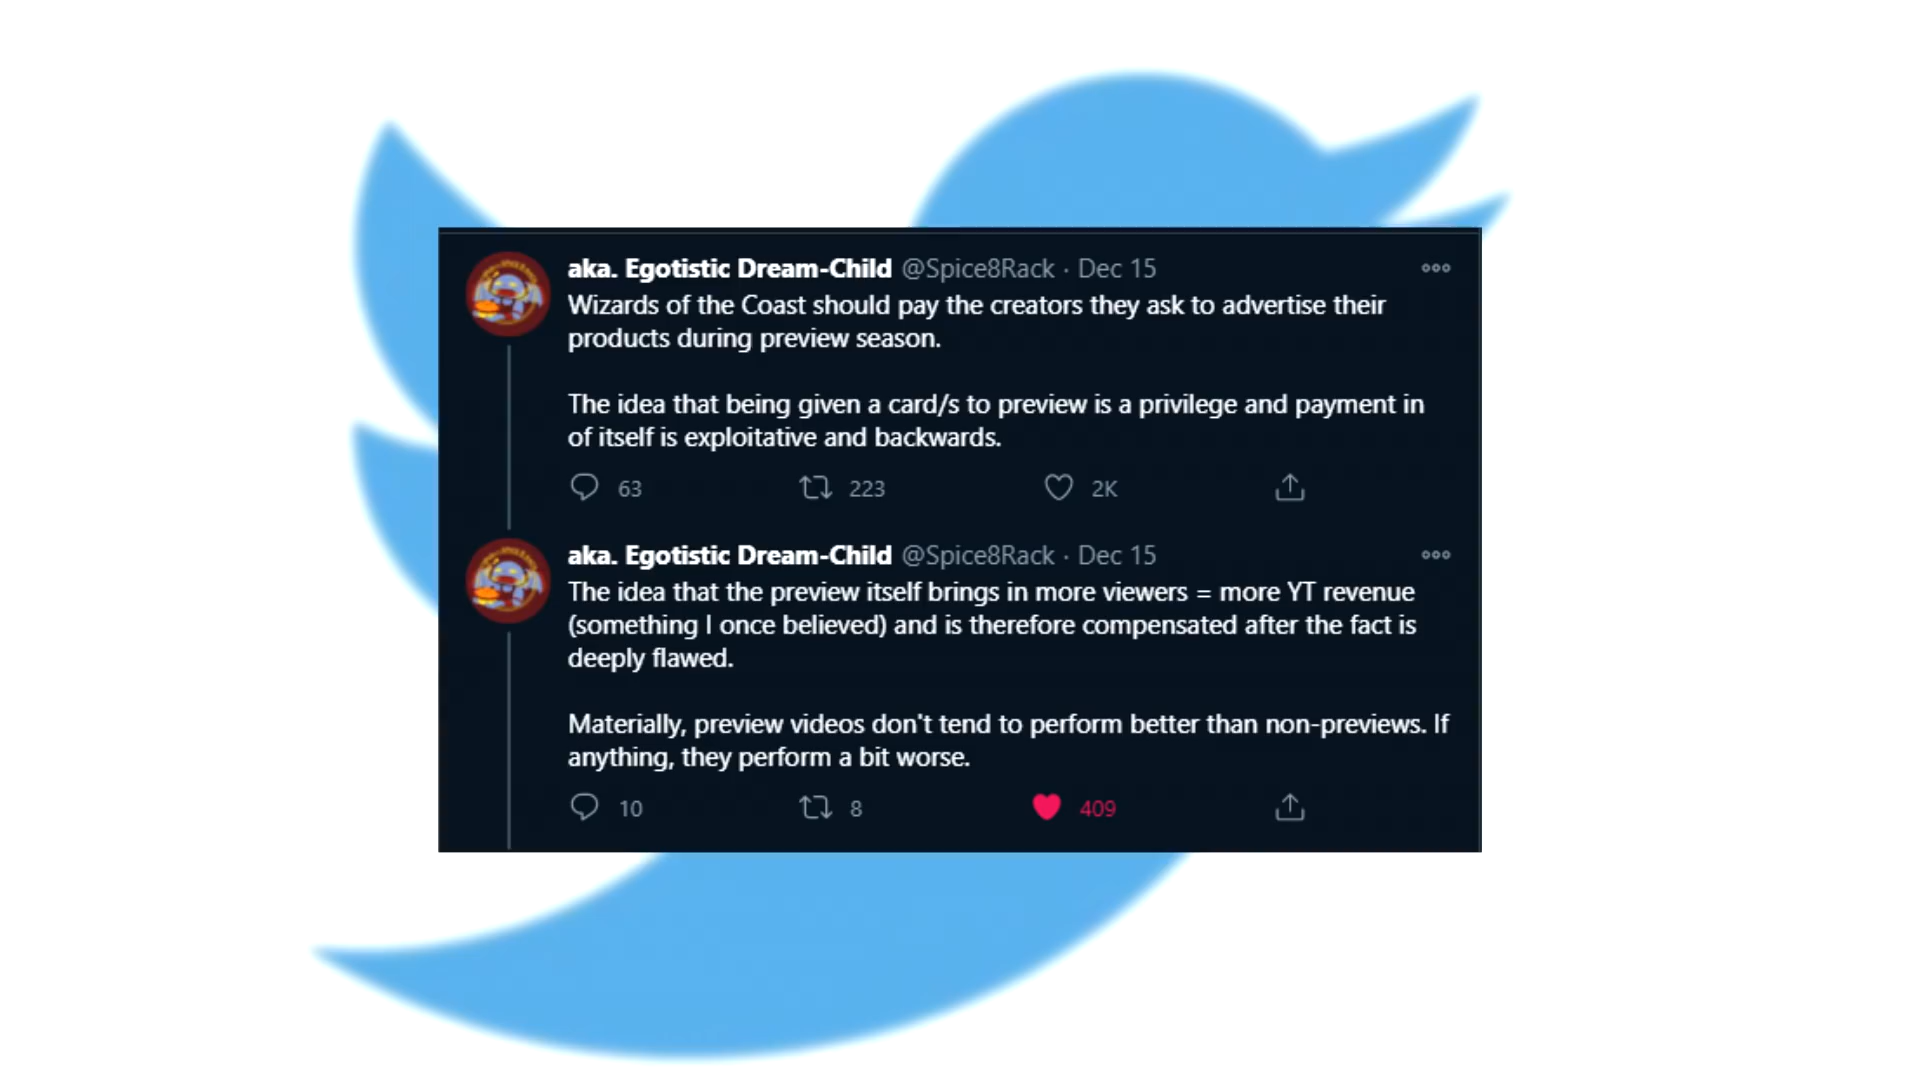 aka. Egotistic Dream-Child @Spice8Rack · Dec 15
Wizards of the Coast should pay the creators they ask to advertise their
products during preview season.
The idea that being given a card/s to preview is a privilege and payment in
of itself is exploitative and backwards.
63 223 2K
aka. Egotistic Dream-Child @Spice8Rack · Dec 15
The idea that the preview itself brings in more viewers = more YT revenue
(something I once believed) and is therefore compensated after the fact is
deeply flawed.
Materially, preview videos don't tend to perform better than non-previews. If
anything, they perform a bit worse.
10 8 409